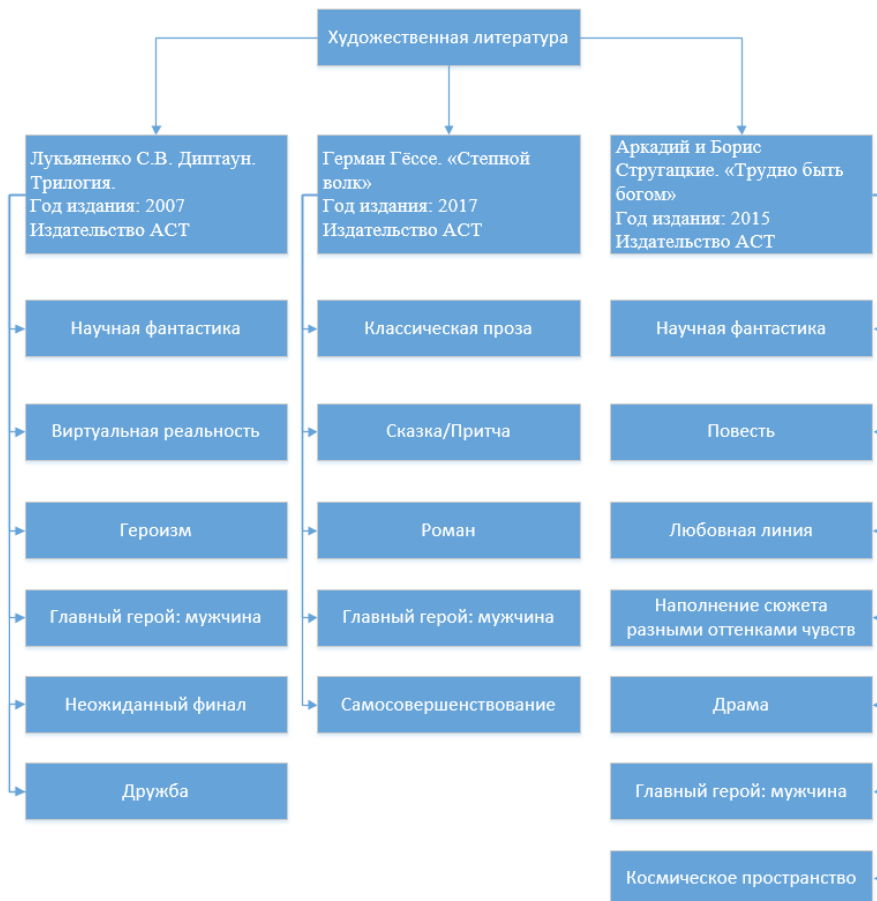 Художественная литература
Лукьяненко С.В. Диптаун.
Трилогия.
Год издания: 2007
Издательство АСТ
Научная фантастика
Виртуальная реальность
Героизм
Главный герой: мужчина
Неожиданный финал
Дружба
Герман Гёссе. «Степной
волк»
Год издания: 2017
Издательство АСТ
Классическая проза
Сказка/Притча
Роман
Главный герой: мужчина
Самосовершенствование
Аркадий и Борис
Стругацкие. «Трудно быть
богом»
Год издания: 2015
Издательство АСТ
Научная фантастика
Повесть
Любовная линия
Наполнение сюжета
разными оттенками чувств
Драма
Главный герой: мужчина
Космическое пространство